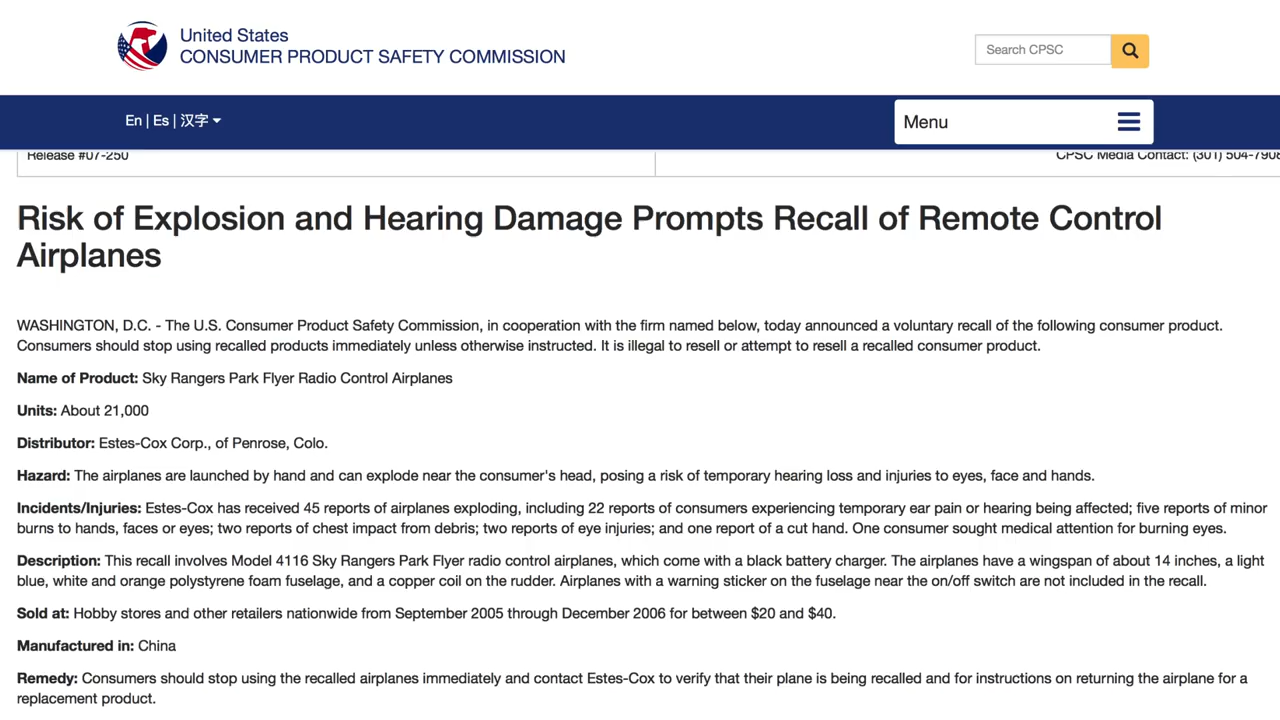 United States
CONSUMER PRODUCT SAFETY COMMISSION
Search CPSC
En | Es | 汉字
Menu
Release #07-250
CPSC Media Contact: (301) 504-7908
Risk of Explosion and Hearing Damage Prompts Recall of Remote Control
Airplanes
WASHINGTON, D.C. - The U.S. Consumer Product Safety Commission, in cooperation with the firm named below, today announced a voluntary recall of the following consumer product.
Consumers should stop using recalled products immediately unless otherwise instructed. It is illegal to resell or attempt to resell a recalled consumer product.
Name of Product: Sky Rangers Park Flyer Radio Control Airplanes
Units: About 21,000
Distributor: Estes-Cox Corp., of Penrose, Colo.
Hazard: The airplanes are launched by hand and can explode near the consumer's head, posing a risk of temporary hearing loss and injuries to eyes, face and hands.
Incidents/Injuries: Estes-Cox has received 45 reports of airplanes exploding, including 22 reports of consumers experiencing temporary ear pain or hearing being affected; five reports of minor
burns to hands, faces or eyes; two reports of chest impact from debris; two reports of eye injuries; and one report of a cut hand. One consumer sought medical attention for burning eyes.
Description: This recall involves Model 4116 Sky Rangers Park Flyer radio control airplanes, which come with a black battery charger. The airplanes have a wingspan of about 14 inches, a light
blue, white and orange polystyrene foam fuselage, and a copper coil on the rudder. Airplanes with a warning sticker on the fuselage near the on/off switch are not included in the recall.
Sold at: Hobby stores and other retailers nationwide from September 2005 through December 2006 for between $20 and $40.
Manufactured in: China
Remedy: Consumers should stop using the recalled airplanes immediately and contact Estes-Cox to verify that their plane is being recalled and for instructions on returning the airplane for a
replacement product.